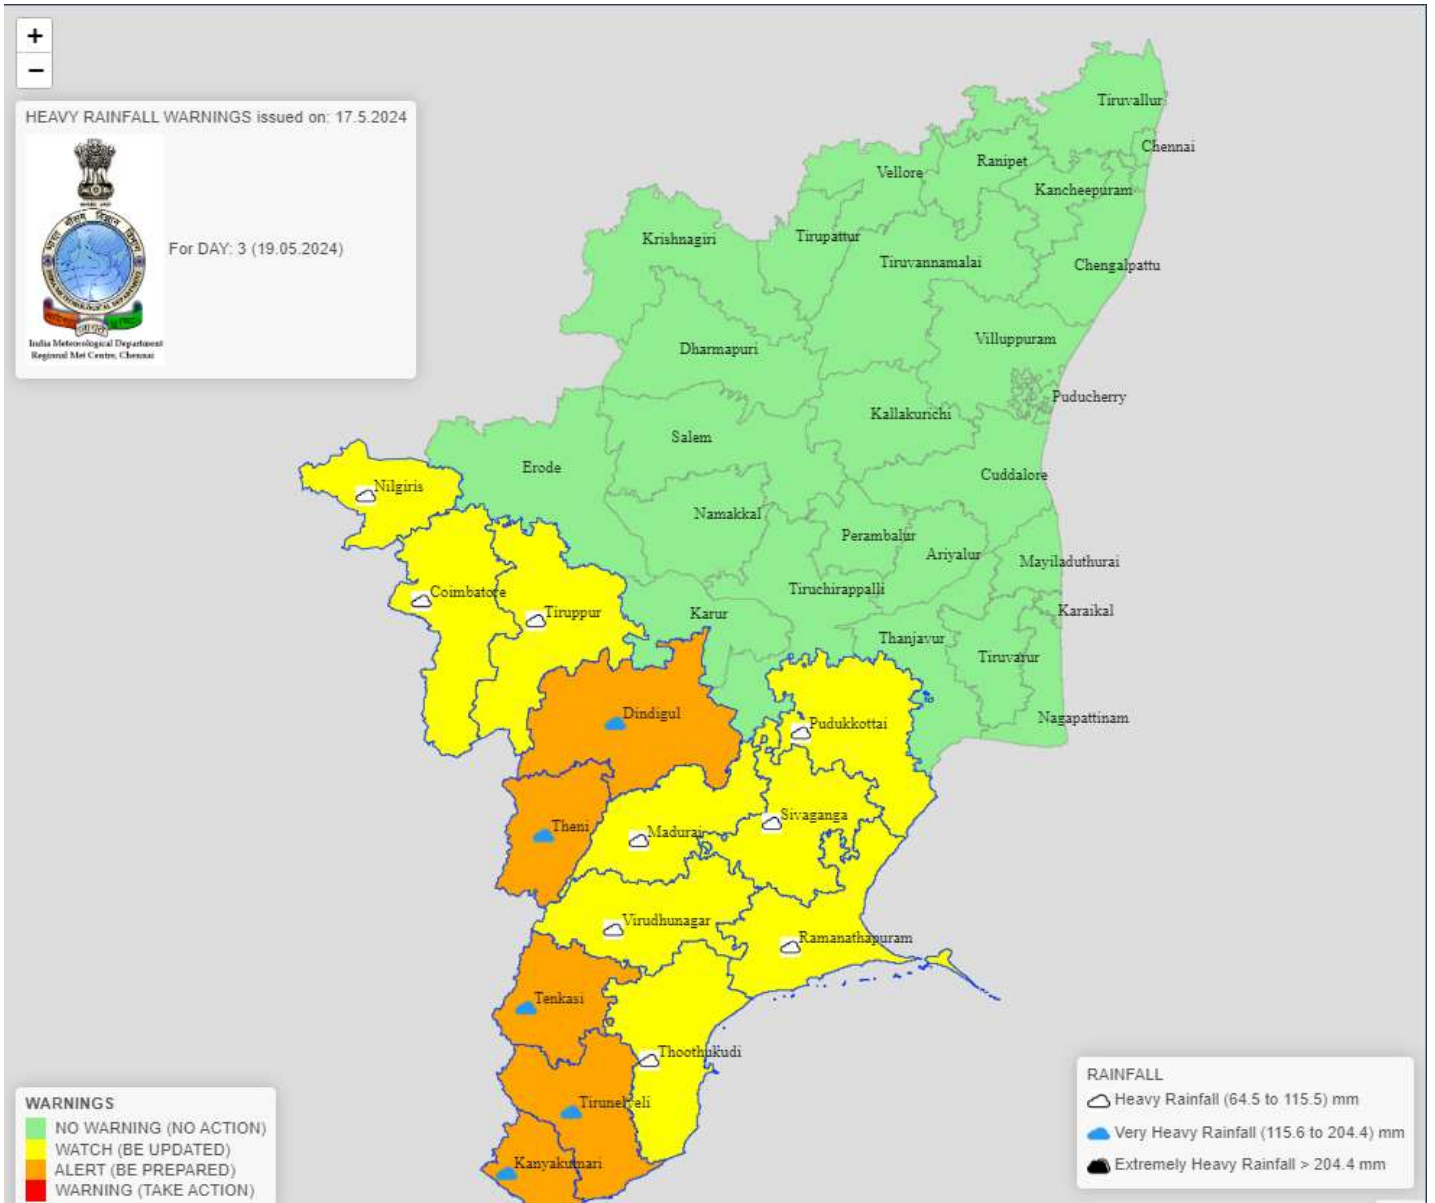 +
−
HEAVY RAINFALL WARNINGS issued on: 17.5.2024
For DAY: 3 (19.05.2024)
India Meteorological Department
Regional Met Centre, Chennai
Tiruvallur
Chennai
Ranipet
Vellore
Kancheepuram
Krishnagiri
Tirupattur
Tiruvannamalai
Chengalpattu
Villuppuram
Dharmapuri
Puducherry
Kallakurichi
Salem
Erode
Cuddalore
Nilgiris
Namakkal
Perambalur
Ariyalur
Mayiladuthurai
Coimbatore
Tiruchirappalli
Tiruppur
Karur
Karaikal
Thanjavur
Tiruvarur
Dindigul
Pudukkottai
Nagapattinam
Theni
Madurai
Sivaganga
Virudhunagar
Ramanathapuram
Tenkasi
Thoothukudi
Tirunelveli
Kanyakumari
WARNINGS
NO WARNING (NO ACTION)
WATCH (BE UPDATED)
ALERT (BE PREPARED)
WARNING (TAKE ACTION)
RAINFALL
Heavy Rainfall (64.5 to 115.5) mm
Very Heavy Rainfall (115.6 to 204.4) mm
Extremely Heavy Rainfall > 204.4 mm